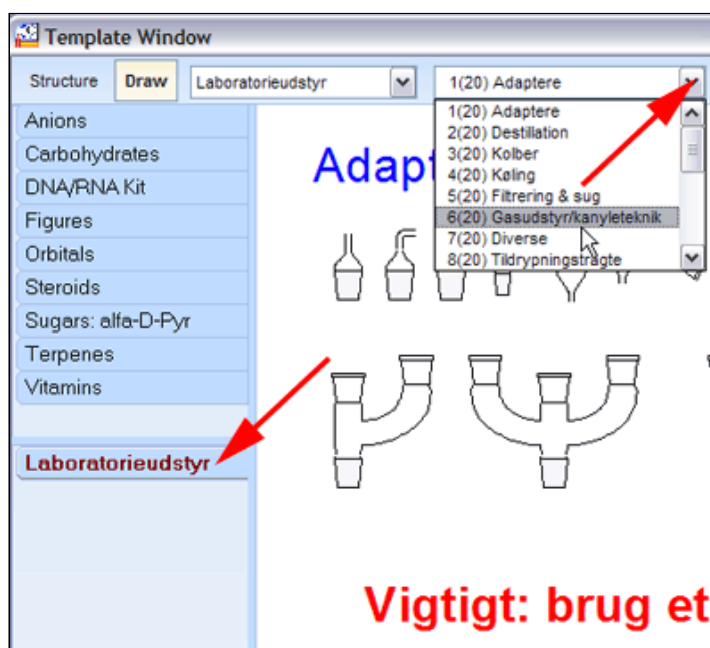 Template Window
Structure Draw Laboratorieudstyr 1(20) Adaptere
Anions
Carbohydrates
DNA/RNA Kit
Figures
Orbitals
Steroids
Sugars: alfa-D-Pyr
Terpenes
Vitamins
Laboratorieudstyr
1(20) Adaptere
2(20) Destillation
3(20) Kolber
4(20) Køling
5(20) Filtrering & sug
6(20) Gasudstyr/kanyleteknik
7(20) Diverse
8(20) Tildrypningstragte
Adapt
Vigtigt: brug et